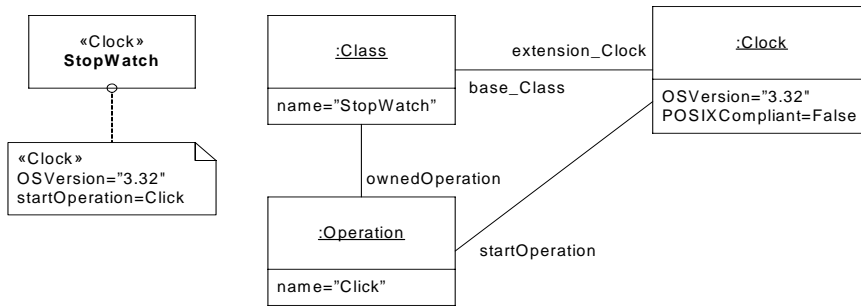 «Clock»
StopWatch
«Clock»
OSVersion="3.32"
startOperation=Click
:Class
name="StopWatch"
extension_Clock
base_Class
:Clock
OSVersion="3.32"
POSIXCompliant=False
ownedOperation
:Operation
name="Click"
startOperation